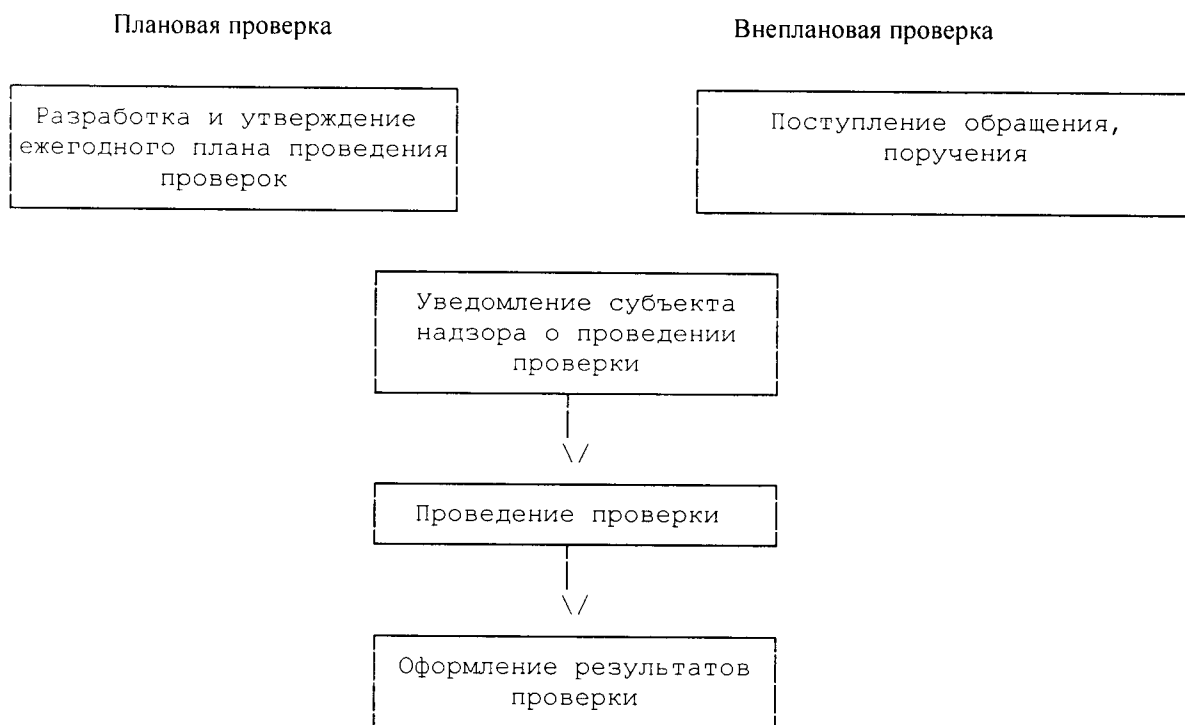 Плановая проверка
Внеплановая проверка
Разработка и утверждение
ежегодного плана проведения
проверок
Поступление обращения,
поручения
Уведомление субъекта
надзора о проведении
проверки
Проведение проверки
Оформление результатов
проверки